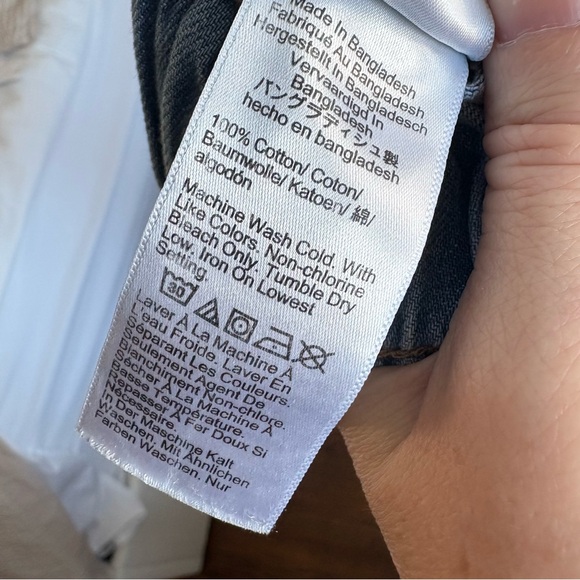 Made In Bangladesh
Fabriqué Au Bangladesh
Hergestellt In Bangladesch
Vervaardigd In
Bangladesh
バングラディシュ製
hecho en bangladesh
100% Cotton/ Coton/
Baumwolle/ Katoen/ 綿/
algodón
Machine Wash Cold. With
Like Colors, Non-chlorine
Bleach Only. Tumble Dry
Low. Iron On Lowest
Setting.
30
Laver À La Machine À
L'eau Froide. Laver En
Séparant Les Couleurs.
Seulement Agent De
Blanchiment Non-chlore.
Séchage À La Machine À
Basse Température.
Repasser À Fer Doux Si
Nécessaire.
In Der Maschine Kalt
Waschen. Mit Ähnlichen
Farben Waschen. Nur